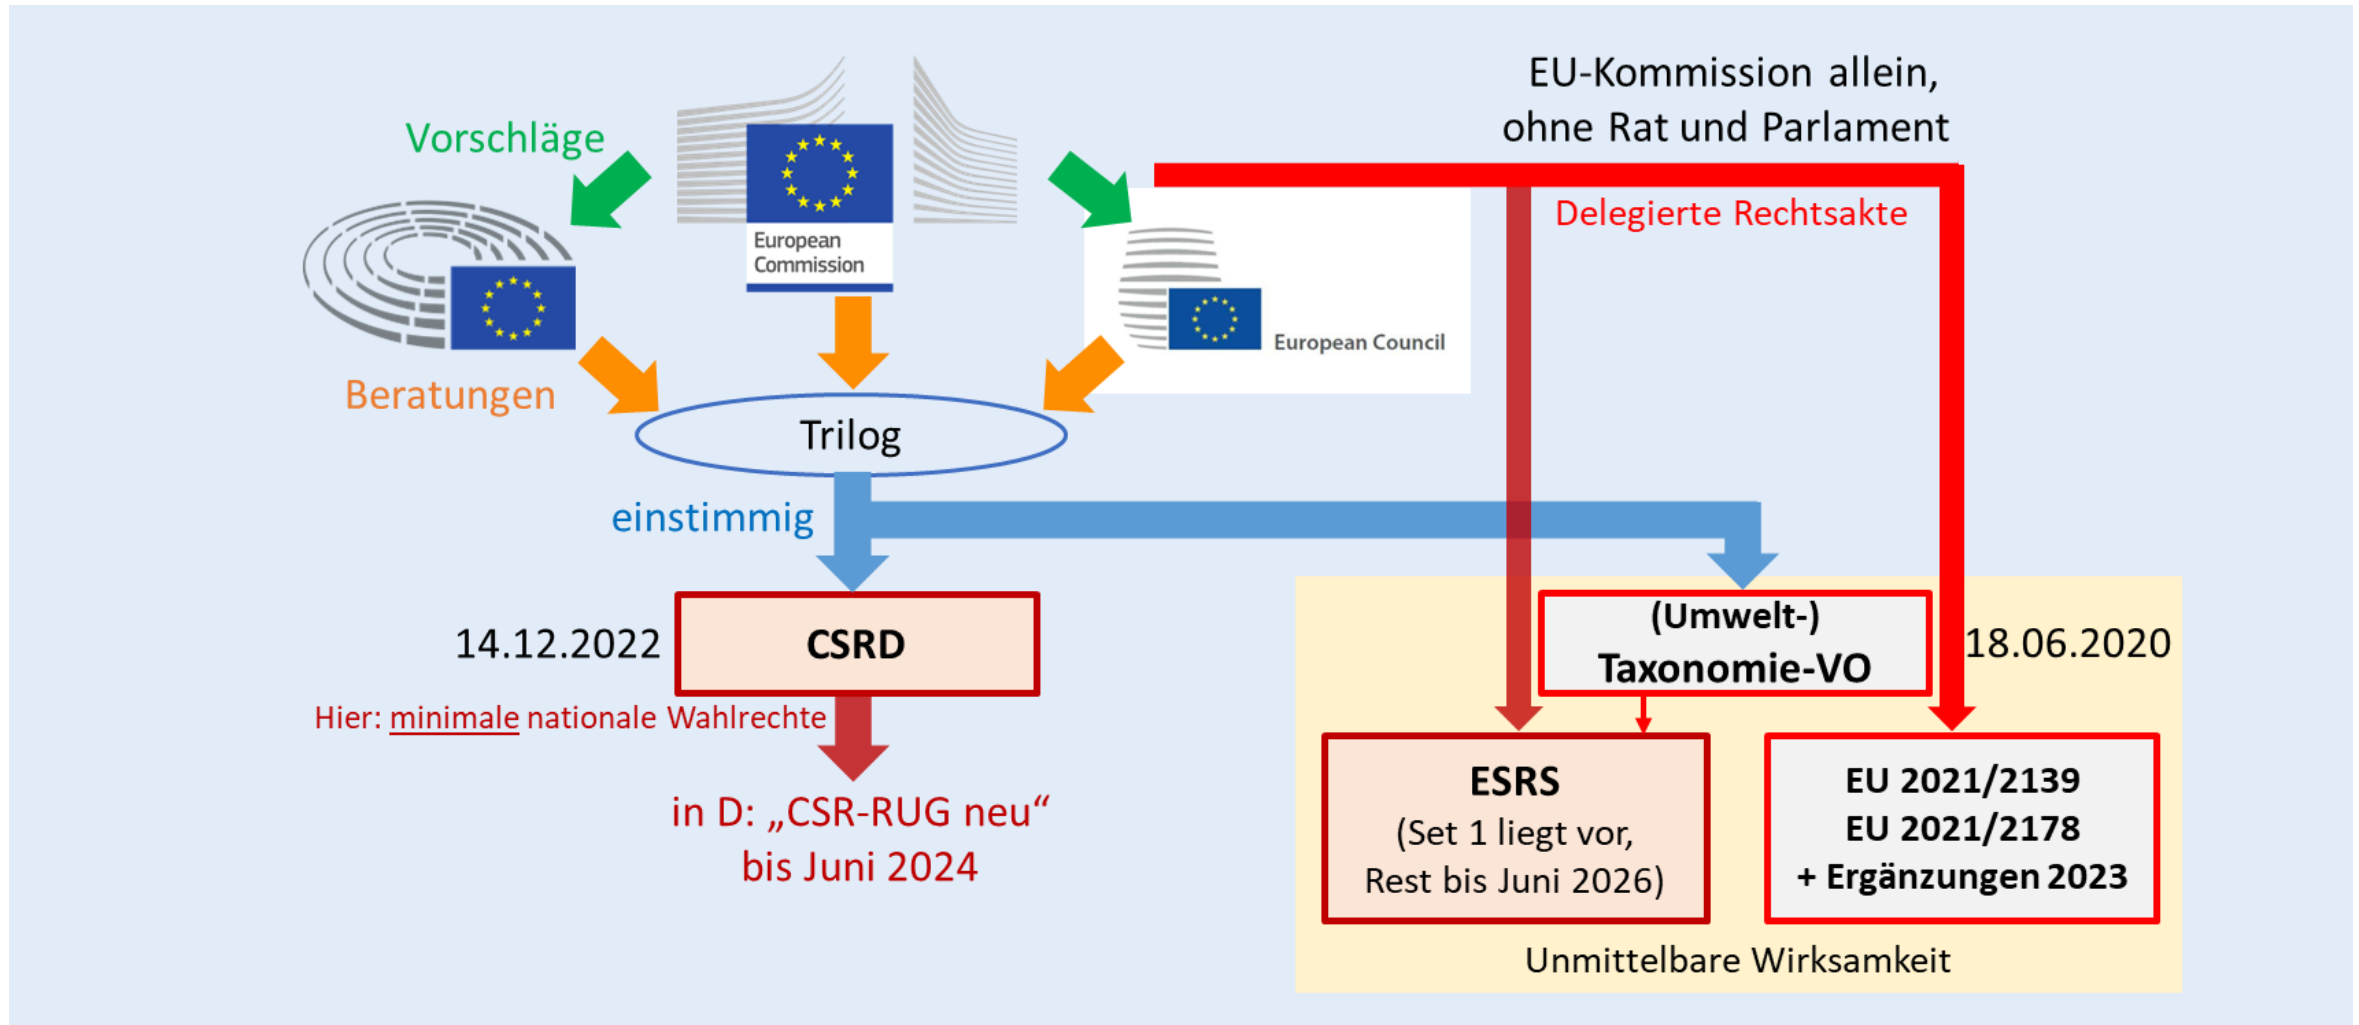 EU-Kommission allein,
ohne Rat und Parlament
Vorschläge
Delegierte Rechtsakte
European
Commission
European Council
Beratungen
Trilog
einstimmig
(Umwelt-)
Taxonomie-VO
18.06.2020
14.12.2022
CSRD
Hier: minimale nationale Wahlrechte
in D: „CSR-RUG neu“
bis Juni 2024
ESRS
(Set 1 liegt vor,
Rest bis Juni 2026)
EU 2021/2139
EU 2021/2178
+ Ergänzungen 2023
Unmittelbare Wirksamkeit